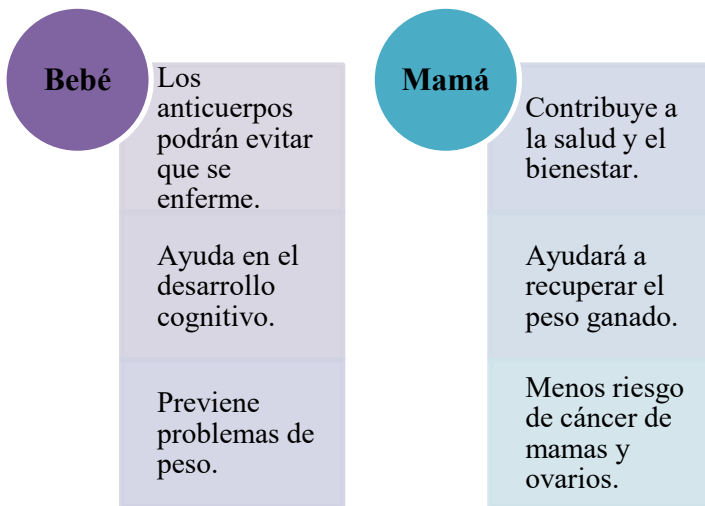 Bebé
Los
anticuerpos
podrán evitar
que se
enferme.
Ayuda en el
desarrollo
cognitivo.
Previene
problemas de
peso.
Mamá
Contribuye a
la salud y el
bienestar.
Ayudará a
recuperar el
peso ganado.
Menos riesgo
de cáncer de
mamas y
ovarios.